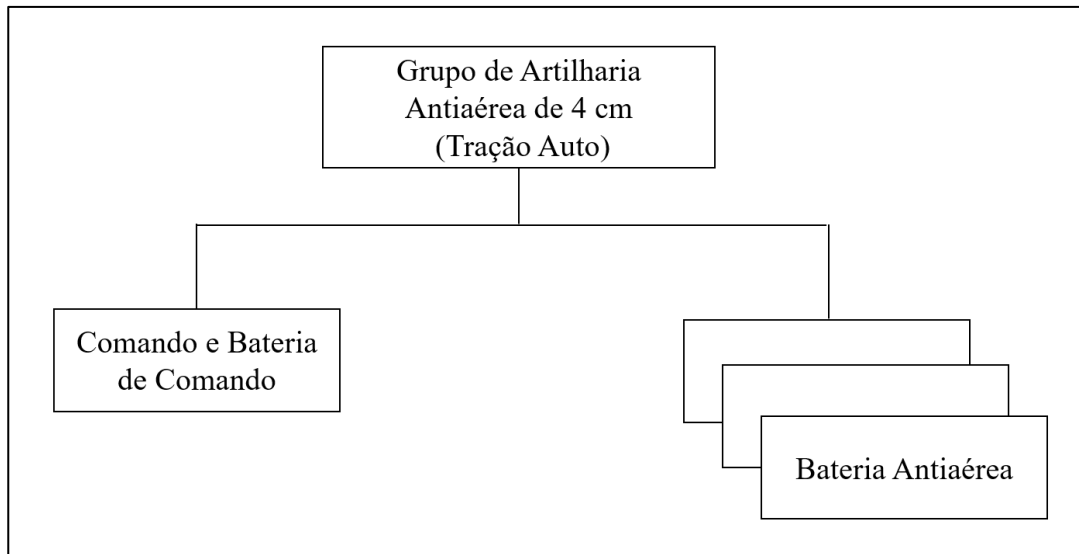 Grupo de Artilharia
Antiaérea de 4 cm
(Tração Auto)
Comando e Bateria
de Comando
Bateria Antiaérea